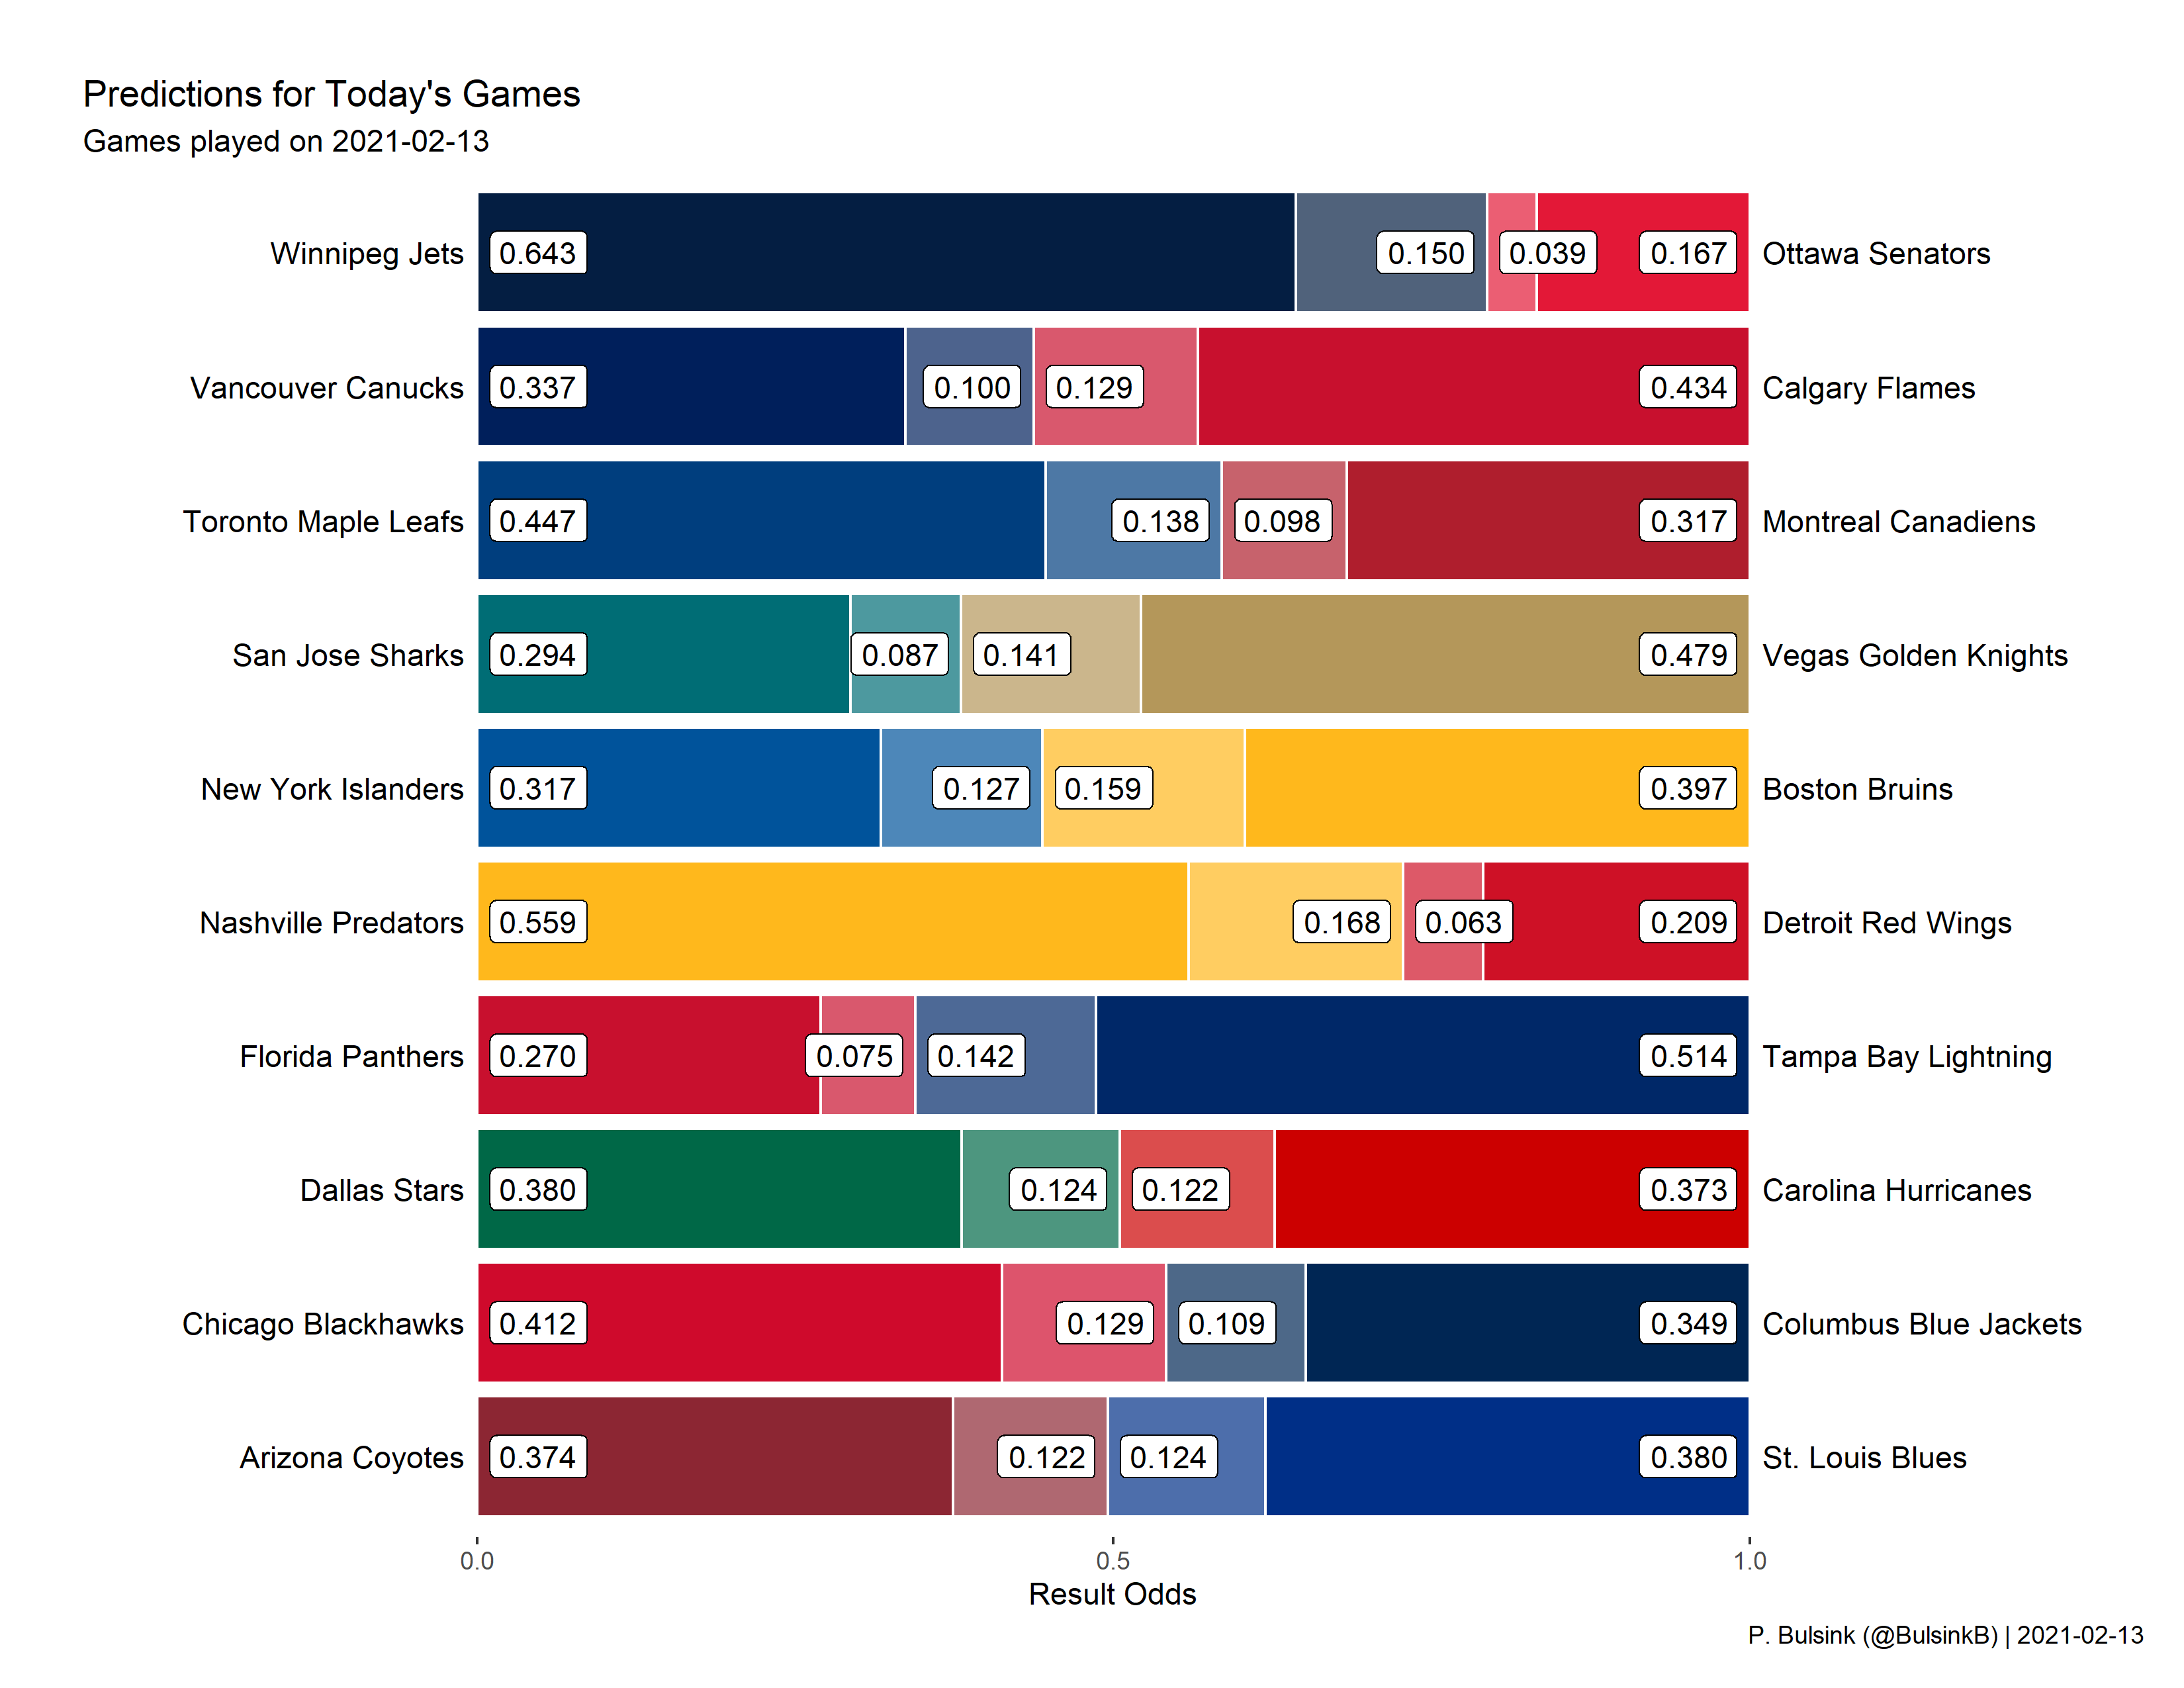 Predictions for Today's Games
Games played on 2021-02-13
Winnipeg Jets 0.643 0.150 0.039 0.167 Ottawa Senators
Vancouver Canucks 0.337 0.100 0.129 0.434 Calgary Flames
Toronto Maple Leafs 0.447 0.138 0.098 0.317 Montreal Canadiens
San Jose Sharks 0.294 0.087 0.141 0.479 Vegas Golden Knights
New York Islanders 0.317 0.127 0.159 0.397 Boston Bruins
Nashville Predators 0.559 0.168 0.063 0.209 Detroit Red Wings
Florida Panthers 0.270 0.075 0.142 0.514 Tampa Bay Lightning
Dallas Stars 0.380 0.124 0.122 0.373 Carolina Hurricanes
Chicago Blackhawks 0.412 0.129 0.109 0.349 Columbus Blue Jackets
Arizona Coyotes 0.374 0.122 0.124 0.380 St. Louis Blues
0.0 0.5 1.0
Result Odds
P. Bulsink (@BulsinkB) | 2021-02-13